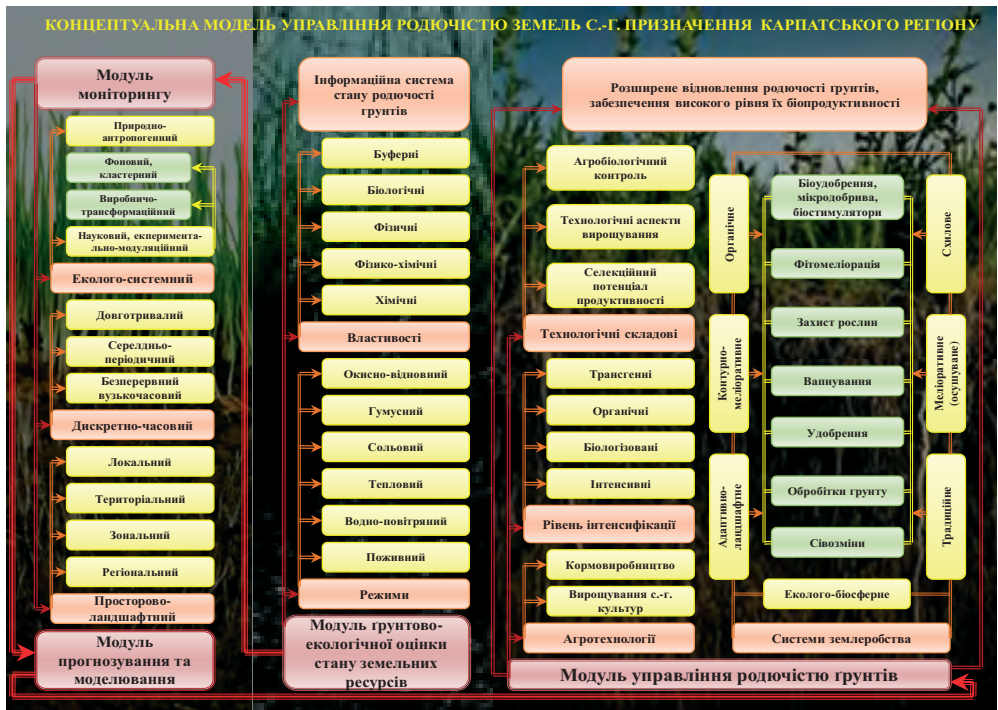 КОНЦЕПТУАЛЬНА МОДЕЛЬ УПРАВЛІННЯ РОДЮЧІСТЮ ЗЕМЕЛЬ С.-Г. ПРИЗНАЧЕННЯ КАРПАТСЬКОГО РЕГІОНУ
Модуль
моніторингу
Природно-
антропогенний
Фоновий,
кластерний
Виробничо-
трансформаційний
Науковий, експеримента-
льно-модуляційний
Еколого-системний
Довготривалий
Середньо-
періодичний
Безперервний
вузькочасовий
Дискретно-часовий
Локальний
Територіальний
Зональний
Регіональний
Просторово-
ландшафтний
Модуль
прогнозування та
моделювання
Інформаційна система
стану родючості
ґрунтів
Буферні
Біологічні
Фізичні
Фізико-хімічні
Хімічні
Властивості
Окисно-відновний
Гумусний
Сольовий
Тепловий
Водно-повітряний
Поживний
Режими
Модуль ґрунтово-
екологічної оцінки
стану земельних
ресурсів
Розширене відновлення родючості ґрунтів,
забезпечення високого рівня їх біопродуктивності
Агробіологічний
контроль
Технологічні аспекти
вирощування
Селекційний
потенціал
продуктивності
Технологічні складові
Трансгенні
Органічні
Біологізовані
Інтенсивні
Рівень інтенсифікації
Кормовиробництво
Вирощування с.-г.
культур
Агротехнології
Органічне
Контурно-
меліоративне
Адаптивно-
ландшафтне
Біоудобрення,
мікродобрива,
біостимулятори
Фітомеліорація
Захист рослин
Вапнування
Удобрення
Обробітки грунту
Сівозміни
Схилове
Меліоративне
(осушуване)
Традиційне
Еколого-біосферне
Системи землеробства
Модуль управління родючістю ґрунтів